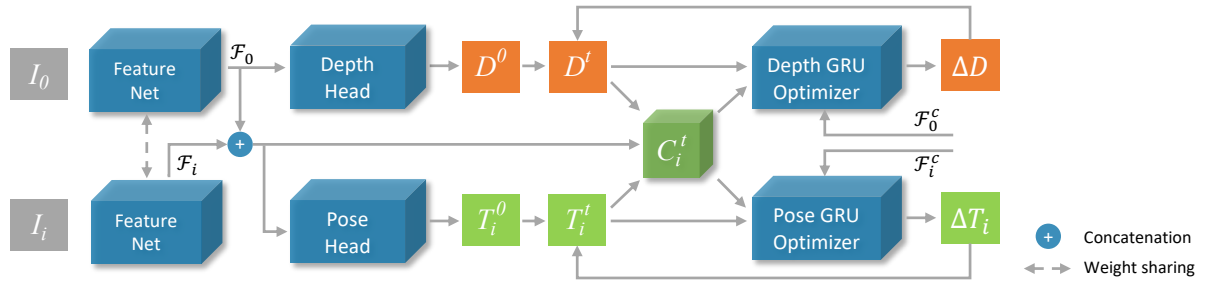 I₀
Feature
Net
ℱ₀
Depth
Head
D⁰
Dᵗ
Depth GRU
Optimizer
ΔD
ℱ₀ᶜ
+
ℱᵢ
Cᵢᵗ
ℱᵢᶜ
Iᵢ
Feature
Net
Pose
Head
Tᵢ⁰
Tᵢᵗ
Pose GRU
Optimizer
ΔTᵢ
+ Concatenation
Weight sharing